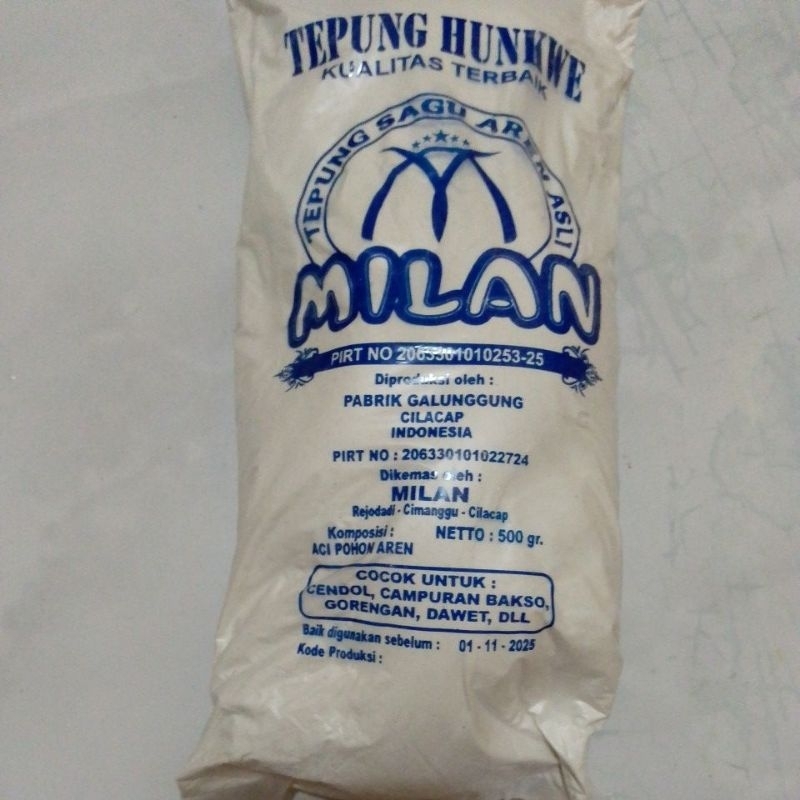 TEPUNG HUNKWE
KUALITAS TERBAIK
TEPUNG SAGU AREN ASLI
MILAN
PIRT NO 2063301010253-25
Diproduksi oleh :
PABRIK GALUNGGUNG
CILACAP
INDONESIA
PIRT NO : 206330101022724
Dikemas oleh :
MILAN
Rejodadi - Cimanggu - Cilacap
Komposisi : NETTO : 500 gr.
ACI POHON AREN
COCOK UNTUK :
CENDOL, CAMPURAN BAKSO,
GORENGAN, DAWET, DLL
Baik digunakan sebelum : 01 - 11 - 2025
Kode Produksi :